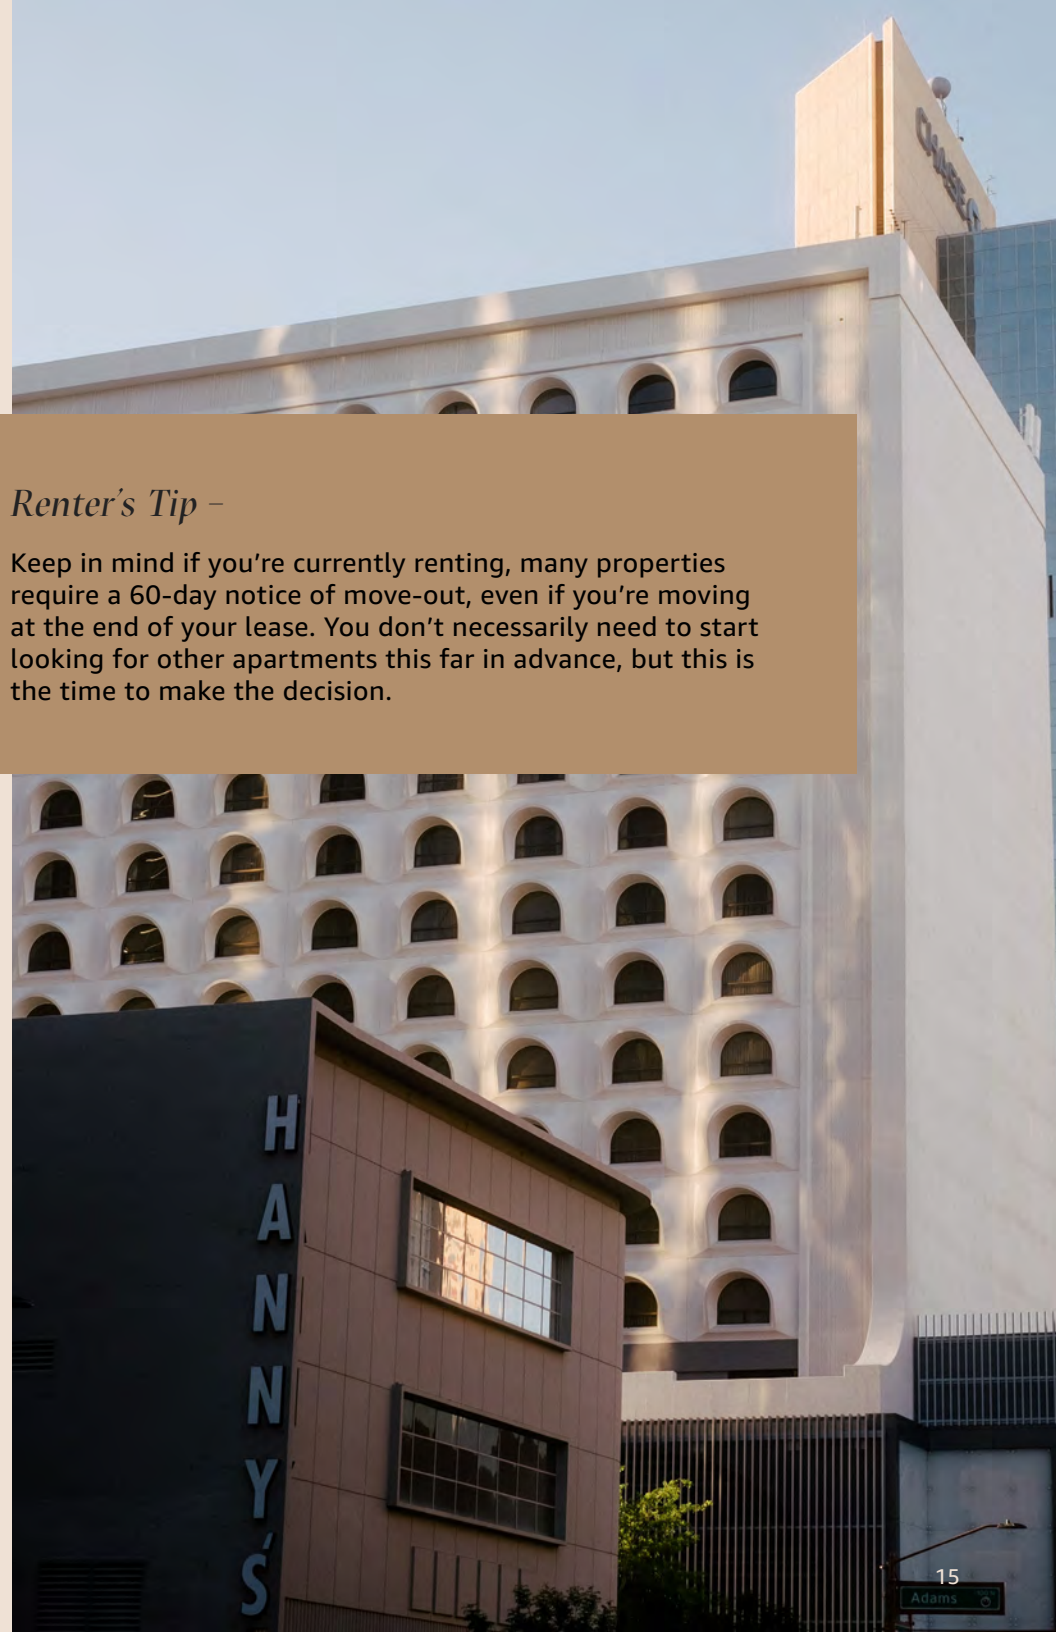 CHASE
Renter’s Tip –
Keep in mind if you’re currently renting, many properties
require a 60-day notice of move-out, even if you’re moving
at the end of your lease. You don’t necessarily need to start
looking for other apartments this far in advance, but this is
the time to make the decision.
HANNY’S
15
Adams